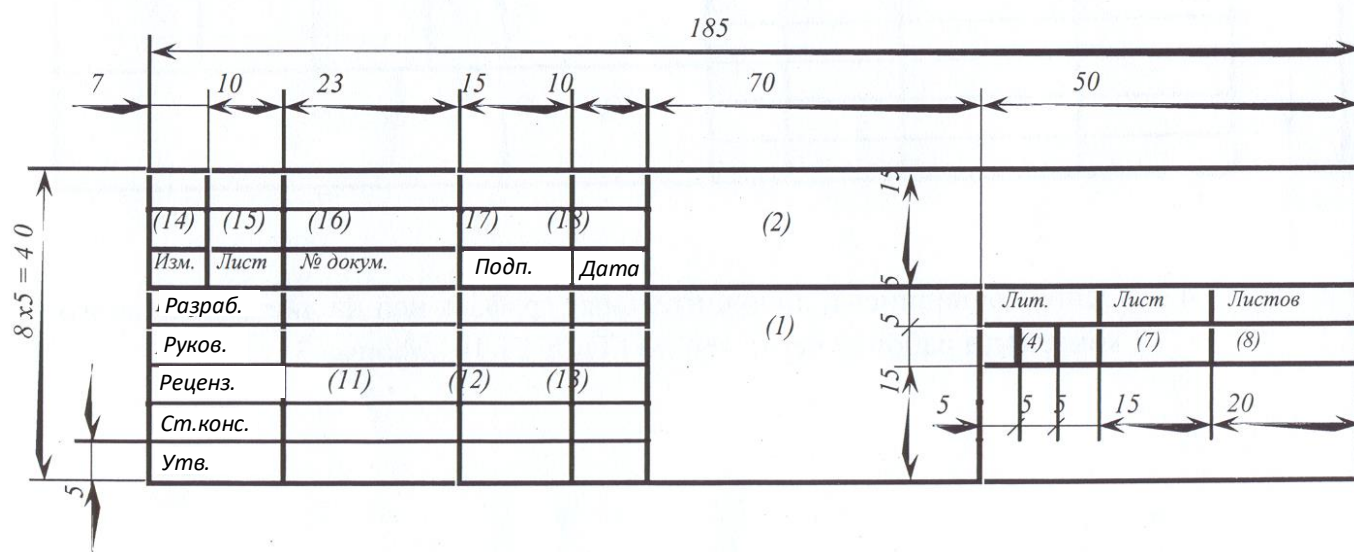 185
7 10 23 15 10 70 50
15
(14) (15) (16) (17) (18) (2)
Изм. Лист № докум. Подп. Дата
5
8 x5 = 4 0
Разраб. (1) 5 Лит. Лист Листов
Руков. (4) (7) (8)
Реценз. (11) (12) (13) 15
5 5 5 15 20
Ст.конс.
Утв.
5